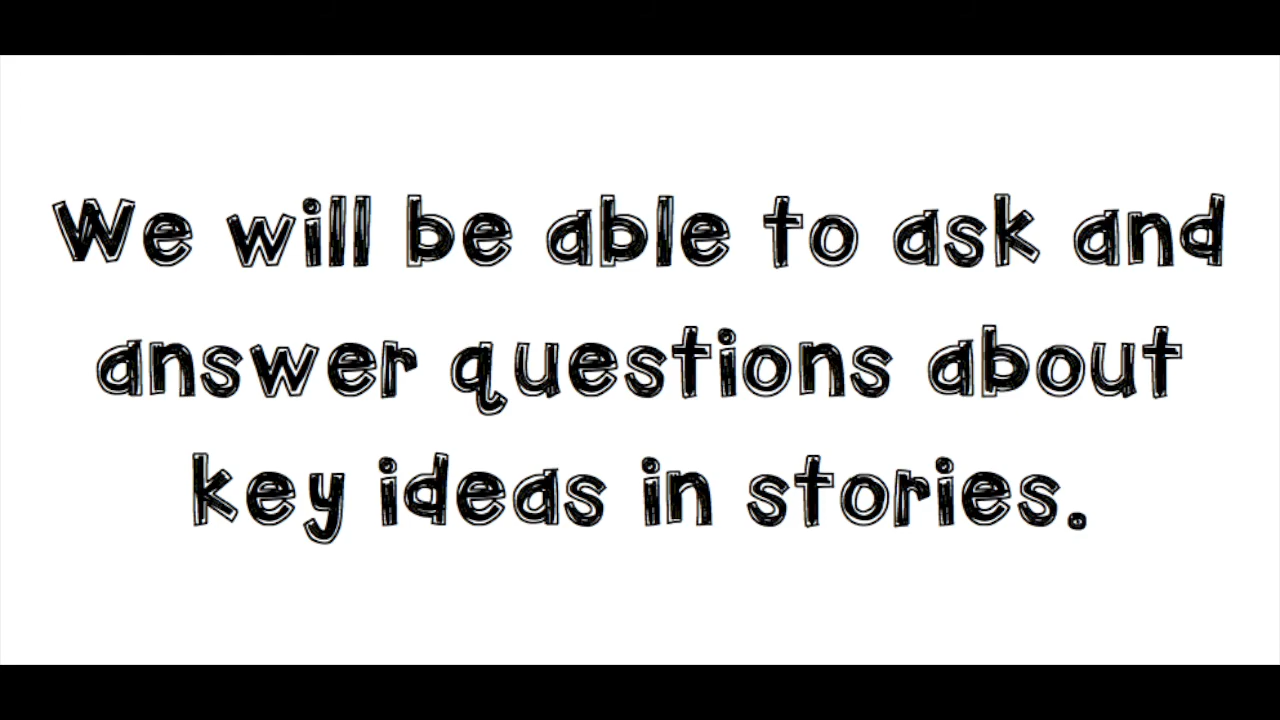 We will be able to ask and
answer questions about
key ideas in stories.